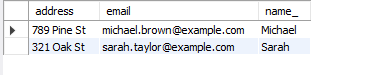 address email name_
789 Pine St michael.brown@example.com Michael
321 Oak St sarah.taylor@example.com Sarah